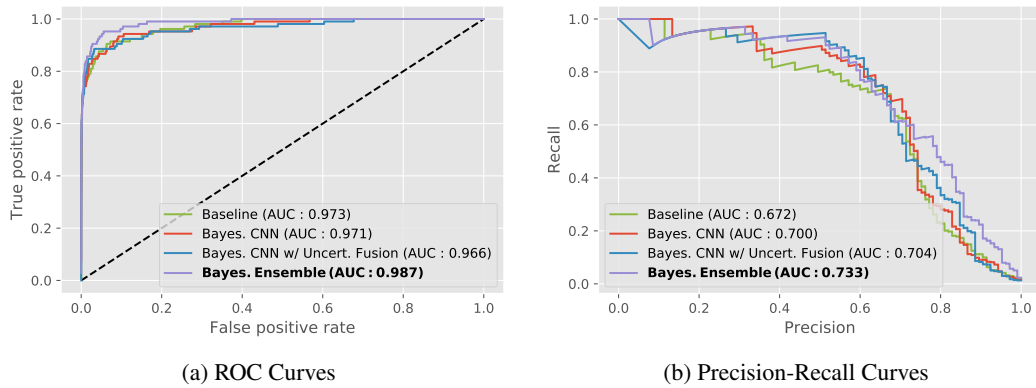 1.0
0.8
0.6
0.4
0.2
0.0
True positive rate
Baseline (AUC : 0.973)
Bayes. CNN (AUC : 0.971)
Bayes. CNN w/ Uncert. Fusion (AUC : 0.966)
Bayes. Ensemble (AUC : 0.987)
0.0 0.2 0.4 0.6 0.8 1.0
False positive rate
(a) ROC Curves
1.0
0.8
0.6
0.4
0.2
0.0
Recall
Baseline (AUC : 0.672)
Bayes. CNN (AUC : 0.700)
Bayes. CNN w/ Uncert. Fusion (AUC : 0.704)
Bayes. Ensemble (AUC : 0.733)
0.0 0.2 0.4 0.6 0.8 1.0
Precision
(b) Precision-Recall Curves